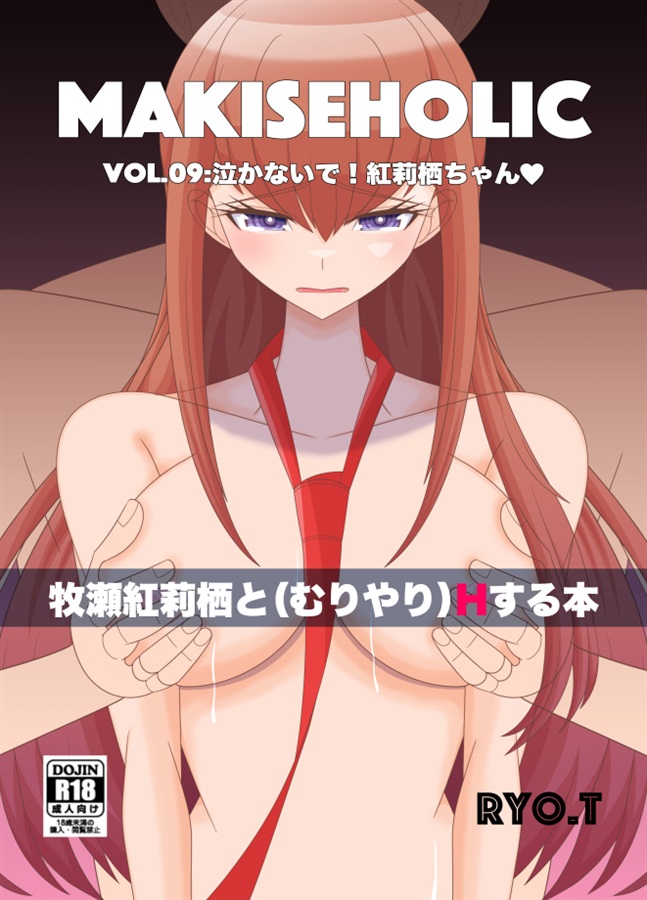 MAKISEHOLIC
VOL.09:泣かないで！紅莉栖ちゃん♥
牧瀬紅莉栖と(むりやり)Hする本
DOJIN
R18
成人向け
18歳未満の
購入・閲覧禁止
RYO.T